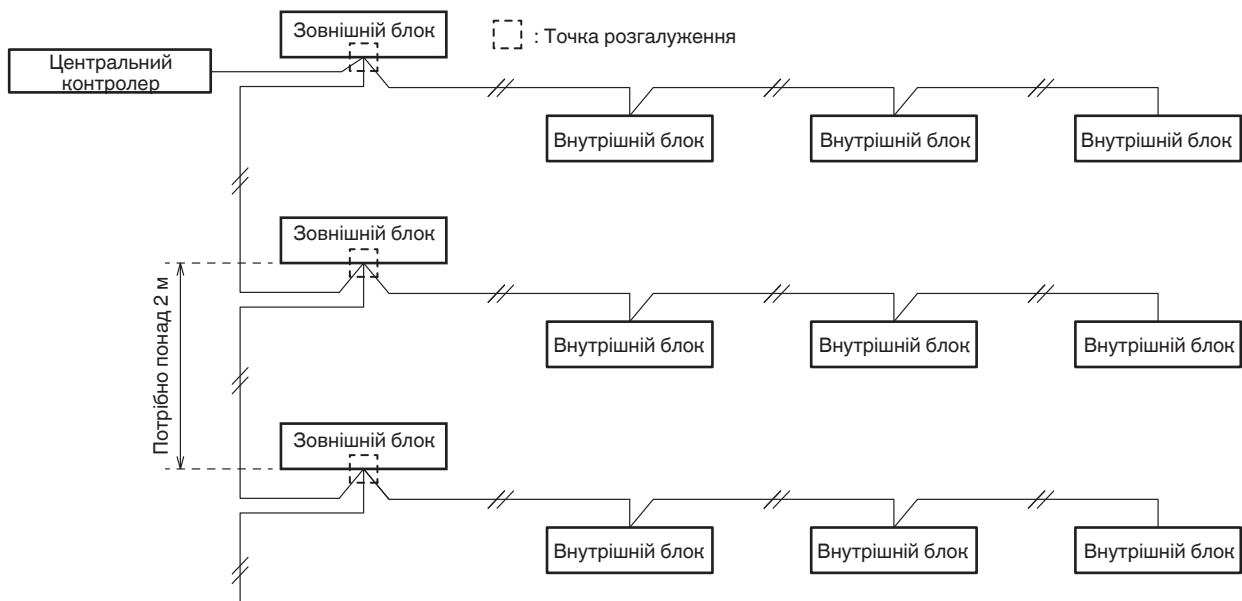 Зовнішній блок
: Точка розгалуження
Центральний
контролер
Внутрішній блок
Внутрішній блок
Внутрішній блок
Зовнішній блок
Потрібно понад 2 м
Внутрішній блок
Внутрішній блок
Внутрішній блок
Зовнішній блок
Внутрішній блок
Внутрішній блок
Внутрішній блок